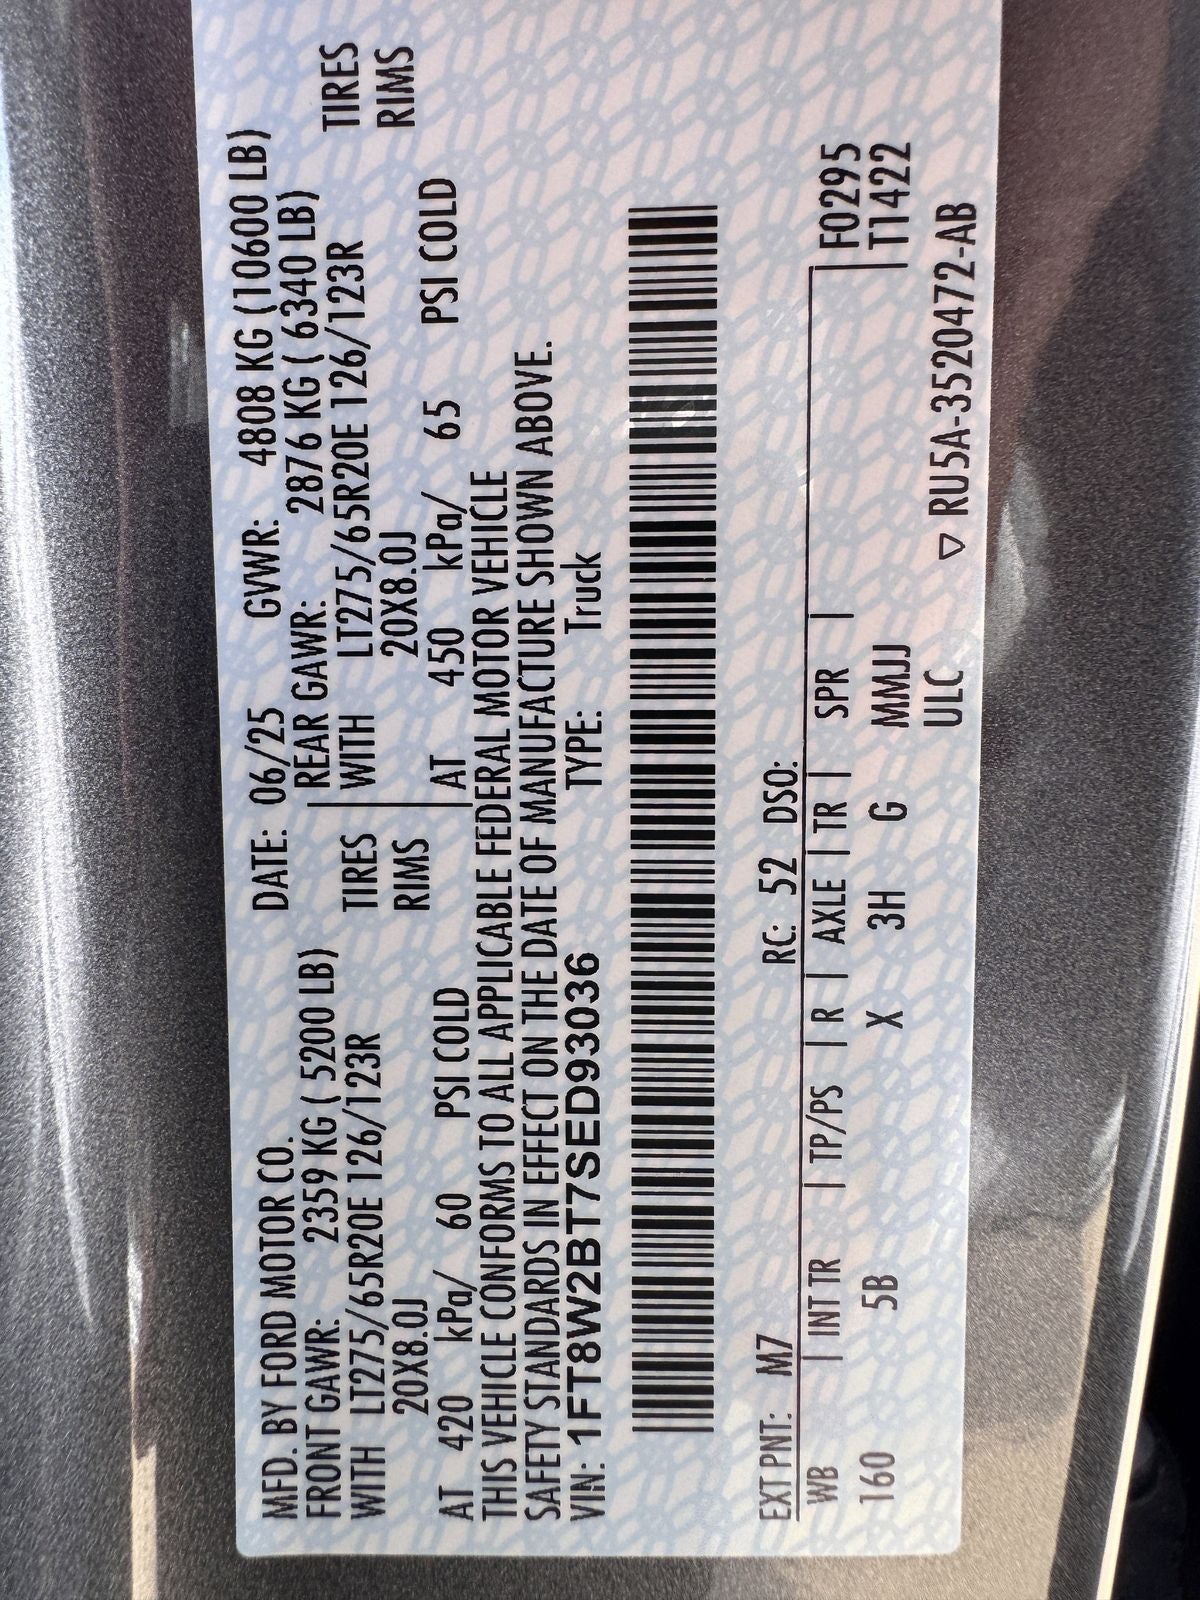 MFD. BY FORD MOTOR CO. DATE: 06/25 GVWR: 4808 KG (10600 LB)
FRONT GAWR: 2359 KG ( 5200 LB) REAR GAWR: 2876 KG ( 6340 LB)
WITH LT275/65R20E 126/123R TIRES WITH LT275/65R20E 126/123R TIRES
20X8.0J RIMS 20X8.0J RIMS
AT 420 kPa/ 60 PSI COLD AT 450 kPa/ 65 PSI COLD
THIS VEHICLE CONFORMS TO ALL APPLICABLE FEDERAL MOTOR VEHICLE
SAFETY STANDARDS IN EFFECT ON THE DATE OF MANUFACTURE SHOWN ABOVE.
VIN: 1FT8W2BT7SED93036 TYPE: Truck
EXT PNT: M7 RC: 52 DSO:
WB | INT TR | TP/PS | R | AXLE | TR | SPR | F0295
160 5B X 3H G MMJJ T1422
ULC ▽ RU5A-3520472-AB